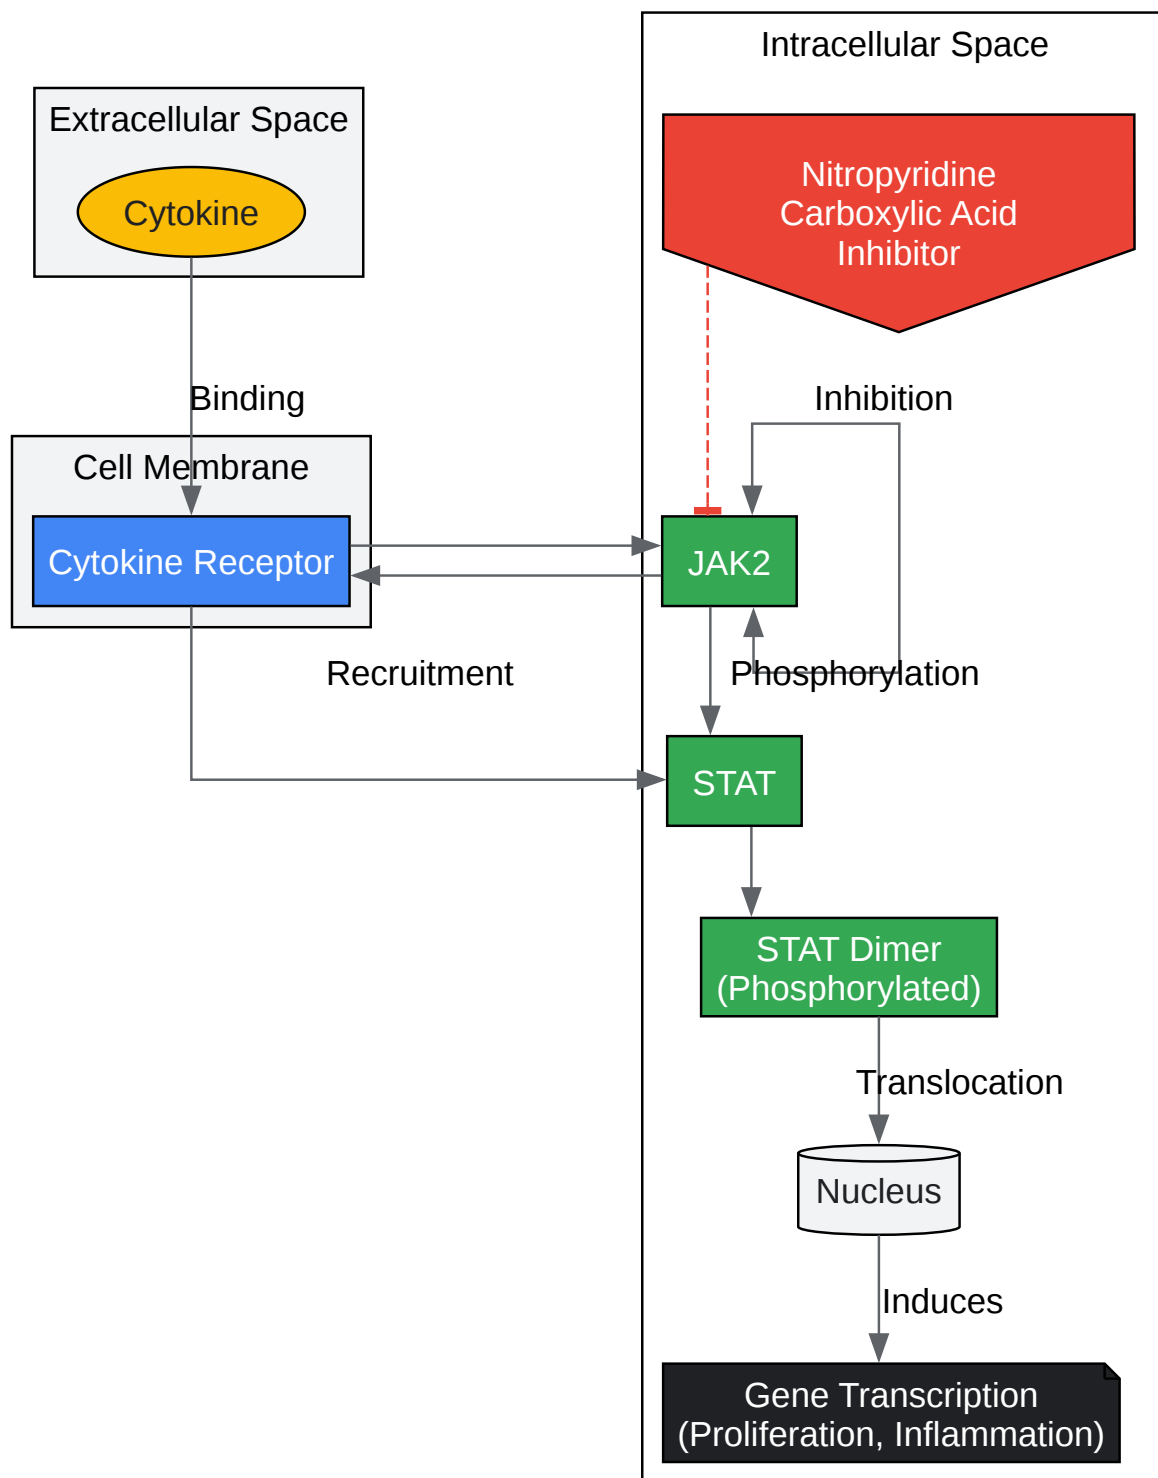 Intracellular Space
Extracellular Space
Cytokine
Nitropyridine
Carboxylic Acid
Inhibitor
Binding
Inhibition
Cell Membrane
Cytokine Receptor
JAK2
Recruitment
Phosphorylation
STAT
STAT Dimer
(Phosphorylated)
Translocation
Nucleus
Induces
Gene Transcription
(Proliferation, Inflammation)